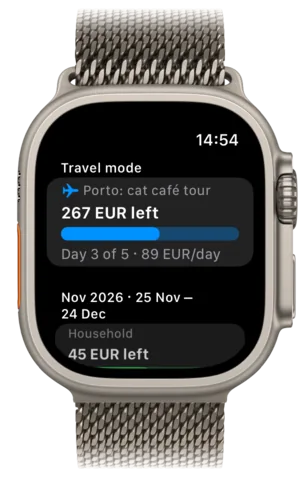 14:54
Travel mode
Porto: cat café tour
267 EUR left
Day 3 of 5 · 89 EUR/day
Nov 2026 · 25 Nov –
24 Dec
Household
45 EUR left